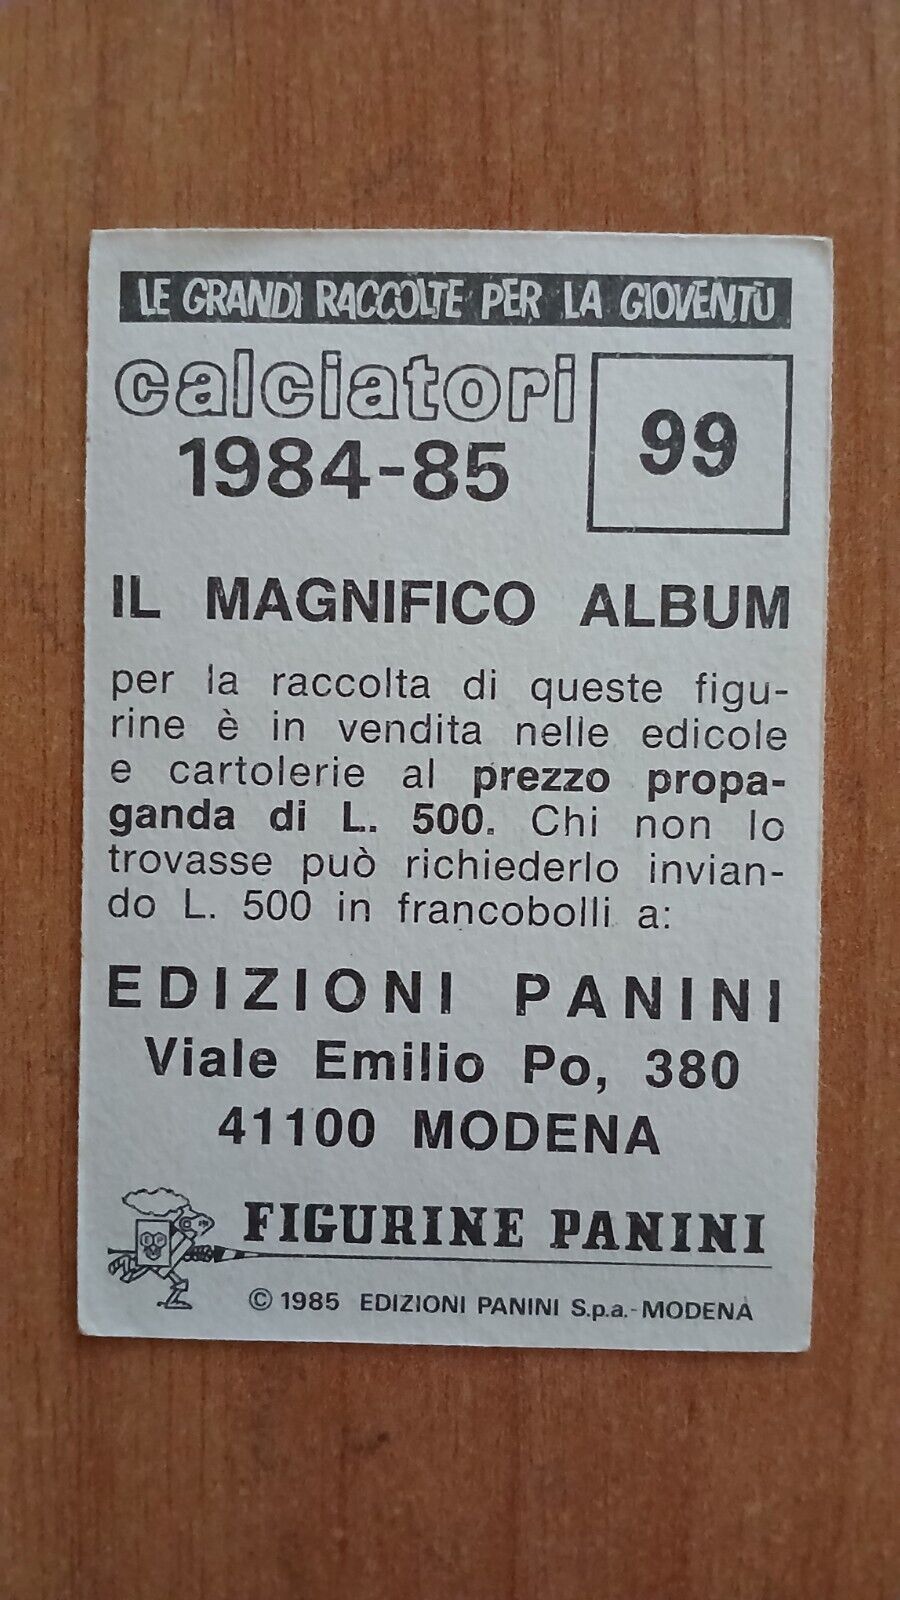 LE GRANDI RACCOLTE PER LA GIOVENTÙ
calciatori
1984-85
99
IL MAGNIFICO ALBUM
per la raccolta di queste figu-
rine è in vendita nelle edicole
e cartolerie al prezzo propa-
ganda di L. 500. Chi non lo
trovasse può richiederlo invian-
do L. 500 in francobolli a:
EDIZIONI PANINI
Viale Emilio Po, 380
41100 MODENA
FIGURINE PANINI
© 1985 EDIZIONI PANINI S.p.a.-MODENA